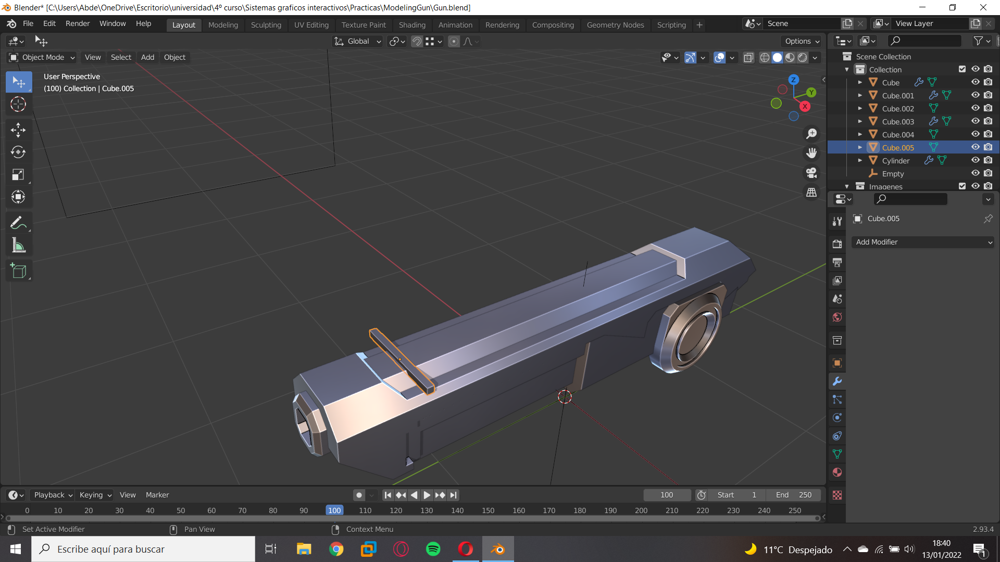 Blender* [C:\Users\Abde\OneDrive\Escritorio\universidad\4º curso\Sistemas graficos interactivos\Practicas\ModelingGun\Gun.blend]
File Edit Render Window Help Layout Modeling Sculpting UV Editing Texture Paint Shading Animation Rendering Compositing Geometry Nodes Scripting + Scene View Layer
Global Options
Object Mode View Select Add Object
User Perspective
(100) Collection | Cube.005
Z
Y
X
Scene Collection
Collection
Cube
Cube.001
Cube.002
Cube.003
Cube.004
Cube.005
Cylinder
Empty
Imagenes
Cube.005
Add Modifier
Playback Keying View Marker 100 Start 1 End 250
0 10 20 30 40 50 60 70 80 90 100 110 120 130 140 150 160 170 180 190 200 210 220 230 240 250
Set Active Modifier Pan View Context Menu 2.93.4
Escribe aquí para buscar
11°C Despejado
18:40
13/01/2022
1